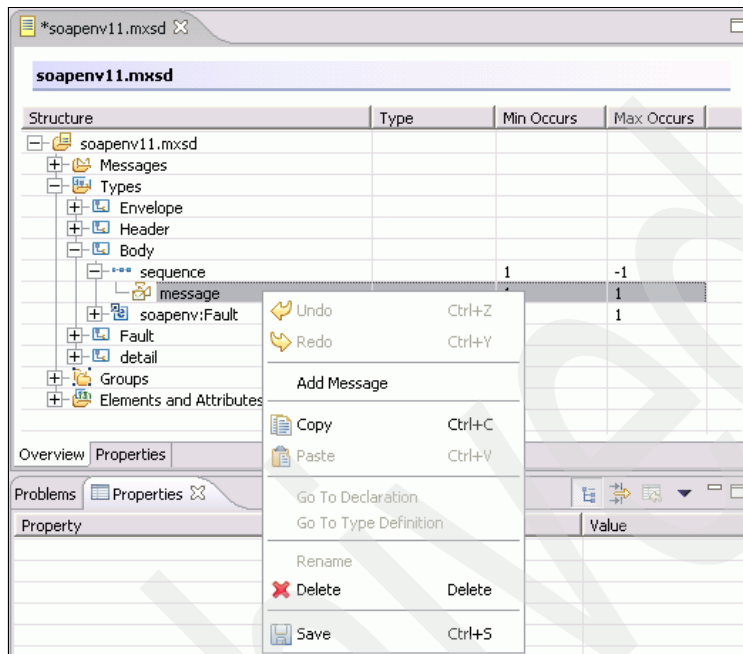 *soapenv11.mxsd
soapenv11.mxsd
Structure Type Min Occurs Max Occurs
soapenv11.mxsd
Messages
Types
Envelope
Header
Body
sequence 1 -1
message 1 1
soapenv:Fault 1
Fault
detail
Groups
Elements and Attributes
Undo Ctrl+Z
Redo Ctrl+Y
Add Message
Copy Ctrl+C
Paste Ctrl+V
Go To Declaration
Go To Type Definition
Rename
Delete Delete
Save Ctrl+S
Overview Properties
Problems Properties
Property Value